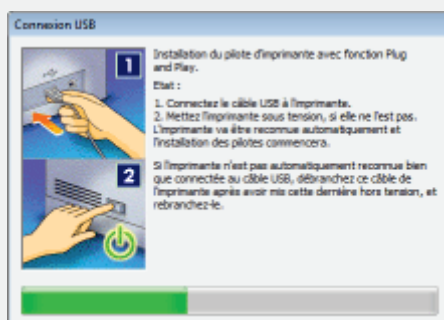 Connexion USB
1
Installation du pilote d'imprimante avec fonction Plug
and Play.
Etat :
1. Connectez le câble USB à l'imprimante.
2. Mettez l'imprimante sous tension, si elle ne l'est pas.
L'imprimante va être reconnue automatiquement et
l'installation des pilotes commencera.
2
Si l'imprimante n'est pas automatiquement reconnue bien
que connectée au câble USB, débranchez ce câble de
l'imprimante après avoir mis cette dernière hors tension, et
rebranchez-le.